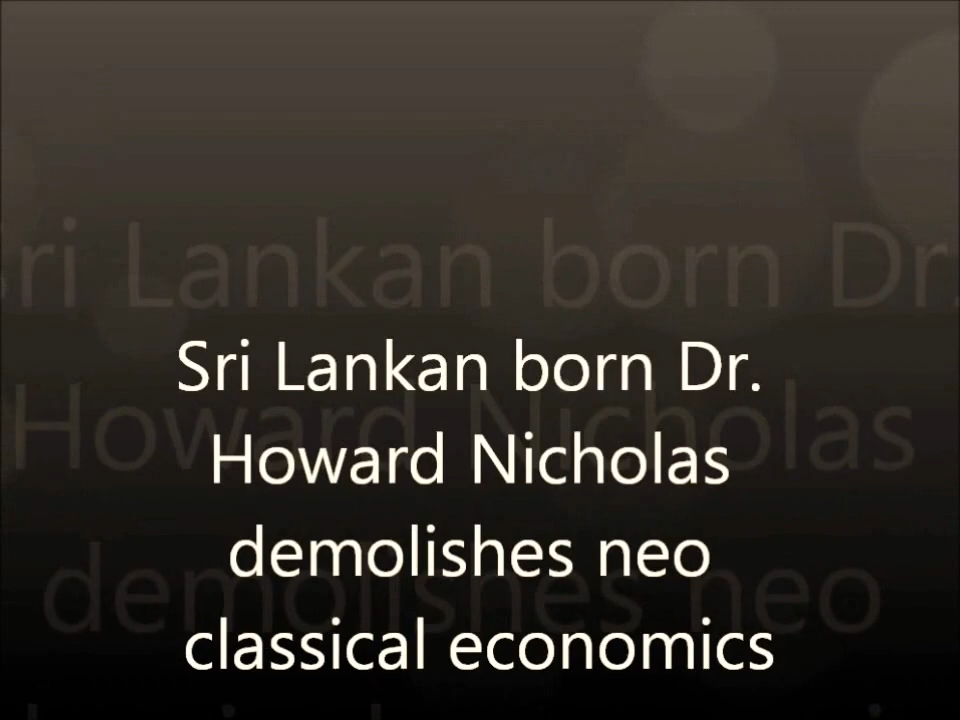 Sri Lankan born Dr.
Howard Nicholas
demolishes neo
classical economics